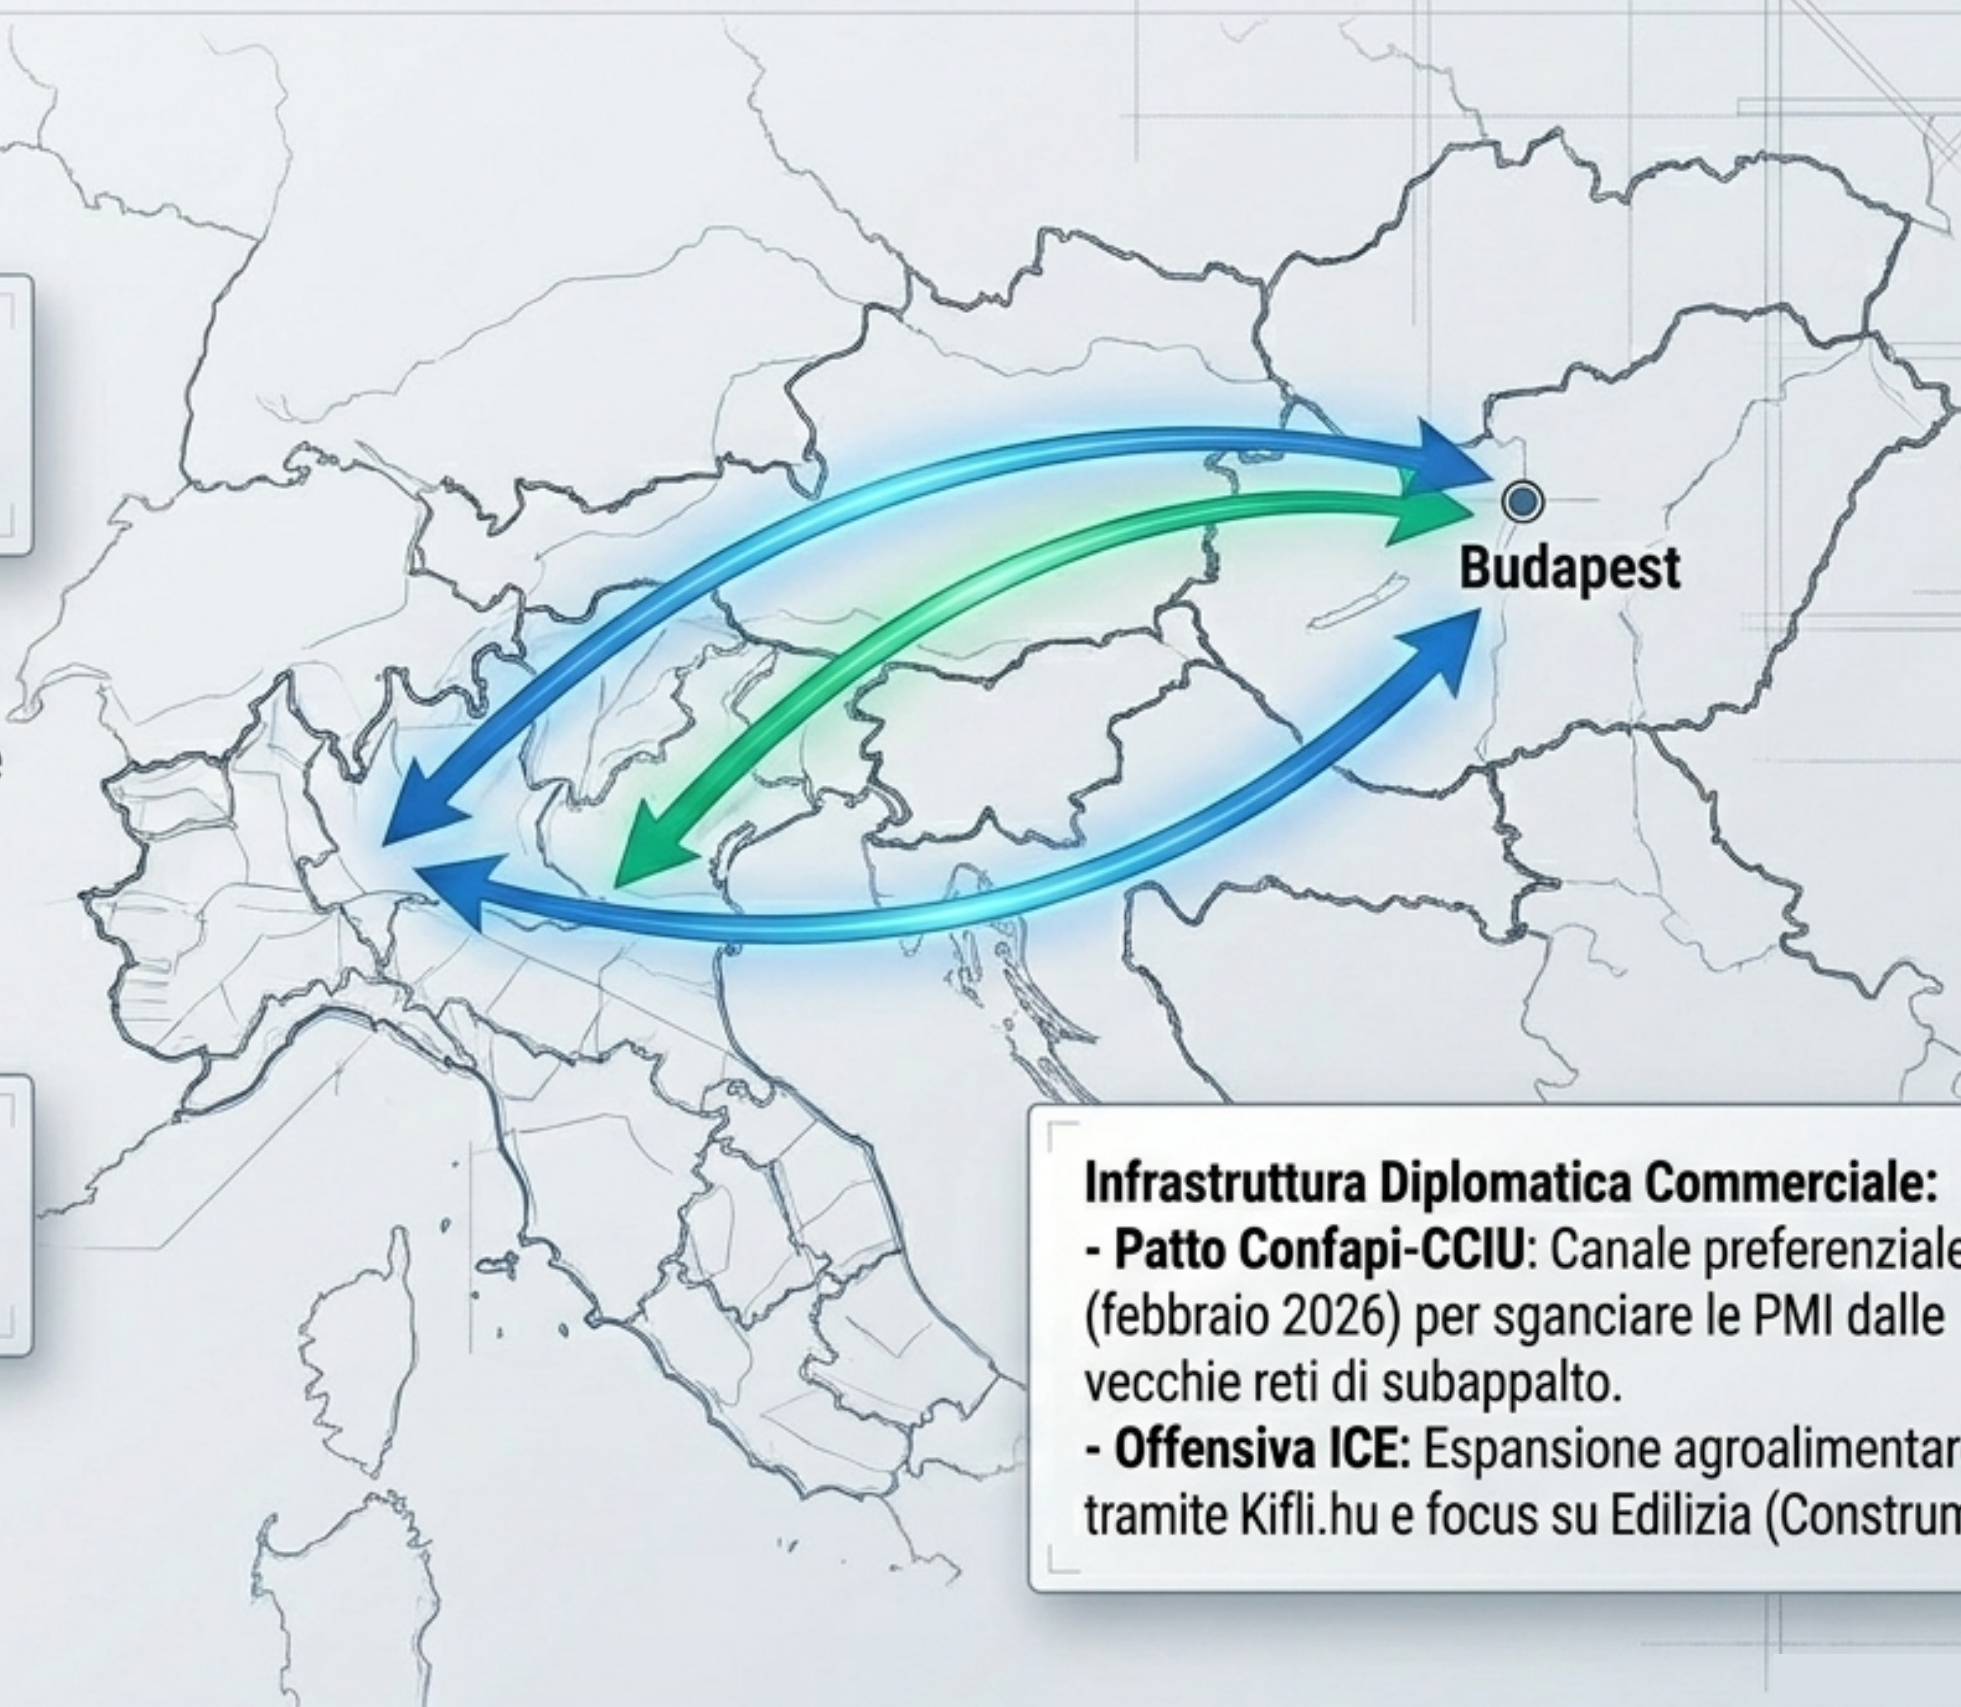 Budapest
Infrastruttura Diplomatica Commerciale:
- Patto Confapi-CCIU: Canale preferenziale
(febbraio 2026) per sganciare le PMI dalle
vecchie reti di subappalto.
- Offensiva ICE: Espansione agroalimentar
tramite Kifli.hu e focus su Edilizia (Construm